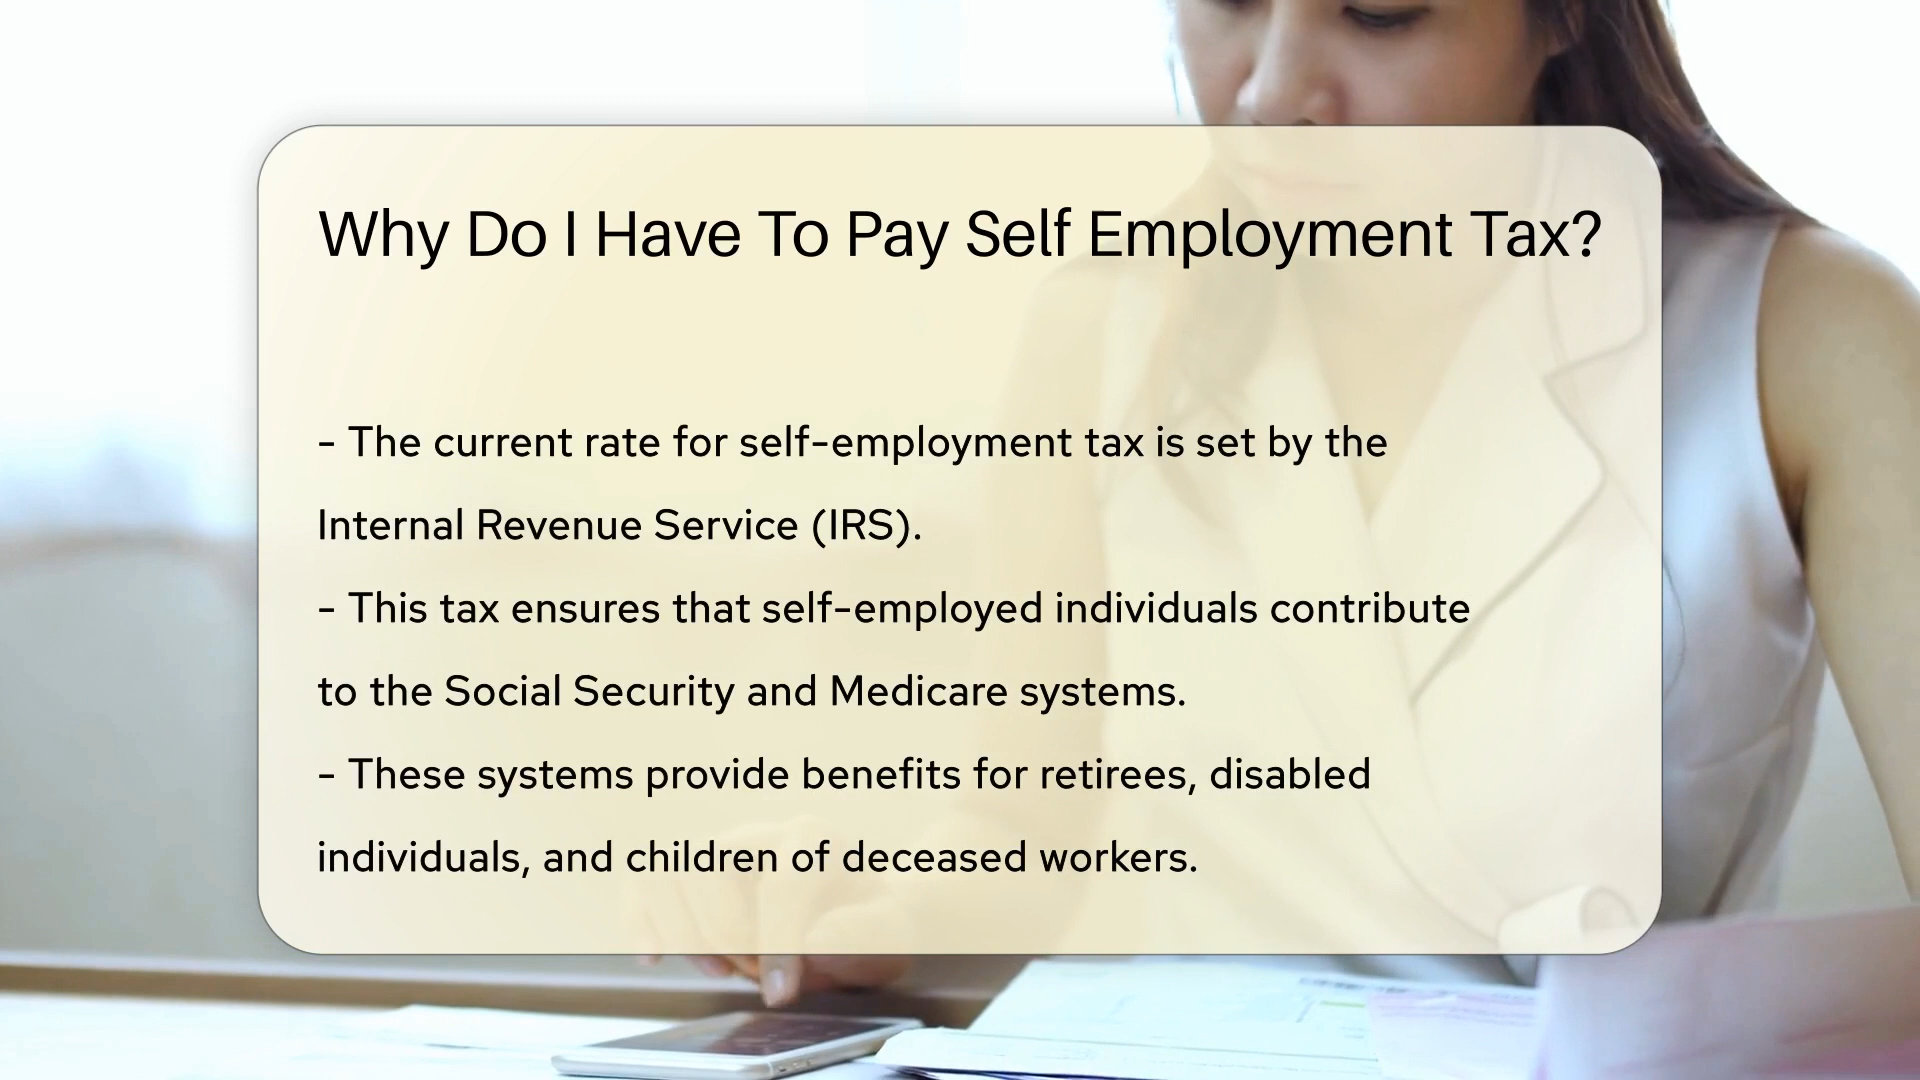 Why Do I Have To Pay Self Employment Tax?
- The current rate for self-employment tax is set by the
Internal Revenue Service (IRS).
- This tax ensures that self-employed individuals contribute
to the Social Security and Medicare systems.
- These systems provide benefits for retirees, disabled
individuals, and children of deceased workers.